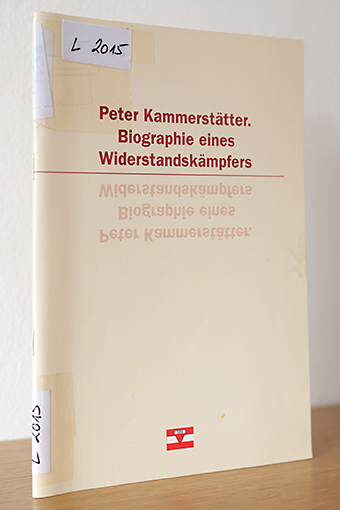 L 2015
Peter Kammerstätter.
Biographie eines
Widerstandskämpfers
Widerstandskämpfers
Biographie eines
Peter Kammerstätter.
L 2015